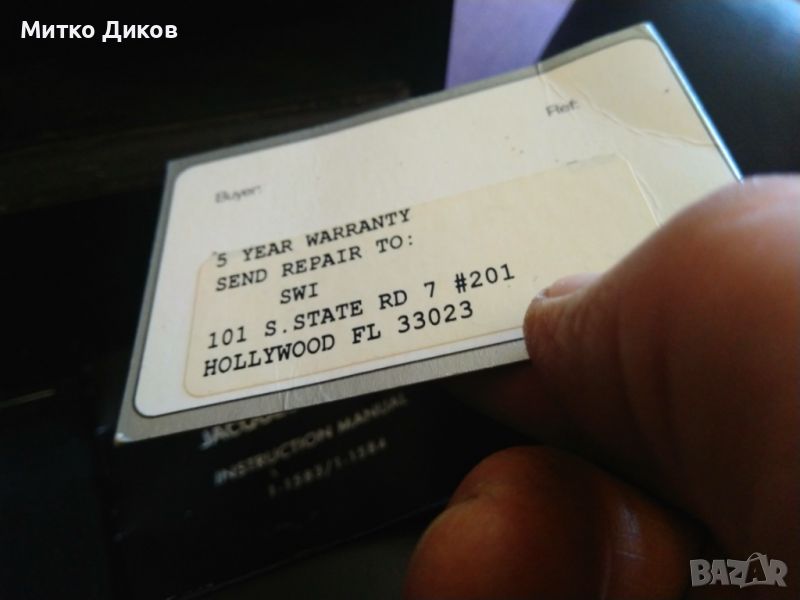 Митко Диков
Ref:
Buyer:
5 YEAR WARRANTY
SEND REPAIR TO:
SWI
101 S.STATE RD 7 #201
HOLLYWOOD FL 33023
INSTRUCTION MANUAL
BAZAR